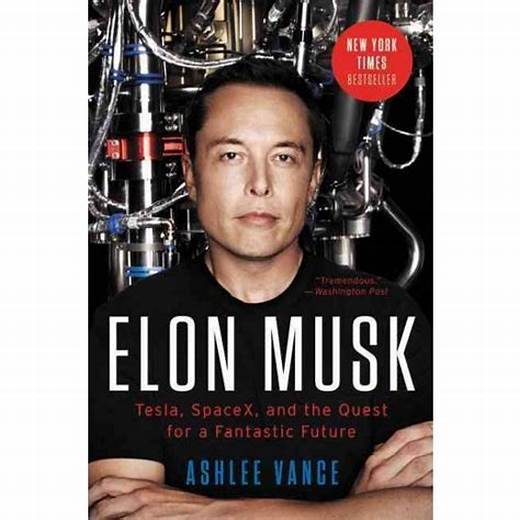 NEW YORK
TIMES
BESTSELLER
"Tremendous."
—Washington Post
ELON MUSK
Tesla, SpaceX, and the Quest
for a Fantastic Future
ASHLEE VANCE